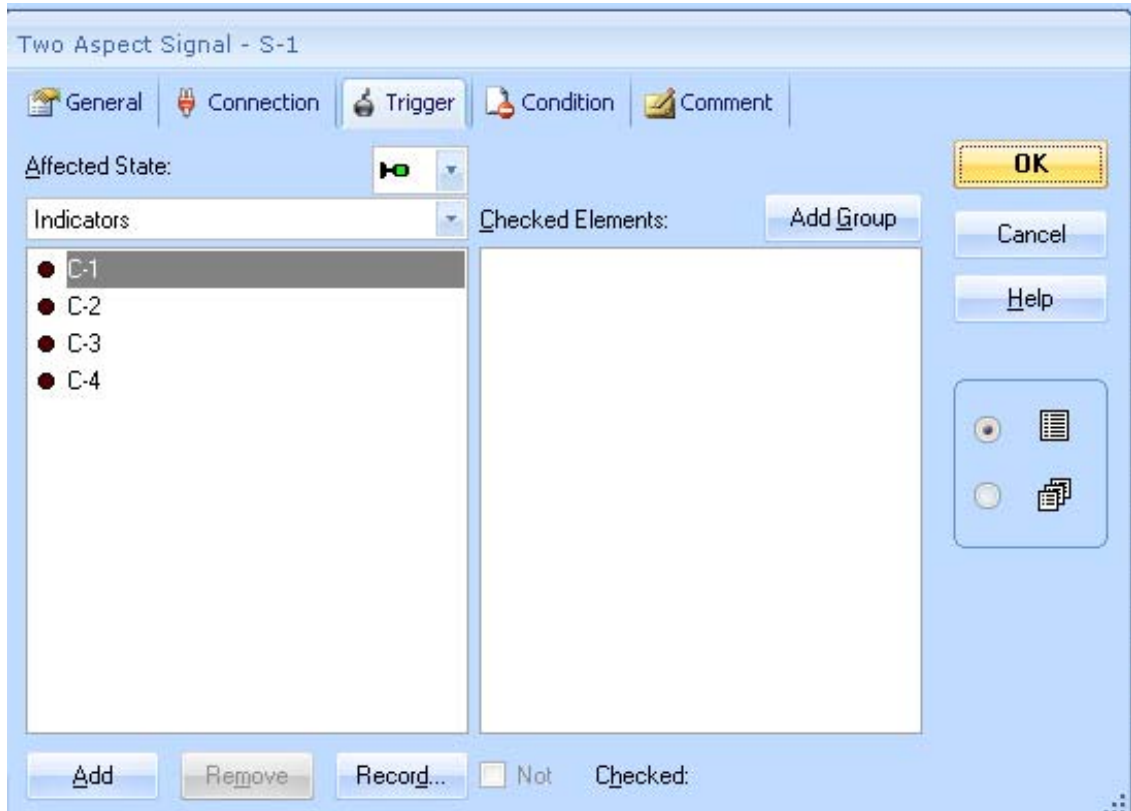 Two Aspect Signal - S-1
General Connection Trigger Condition Comment
Affected State:
OK
Indicators
Checked Elements:
Add Group
Cancel
C-1
Help
C-2
C-3
C-4
Add Remove Record... Not Checked: